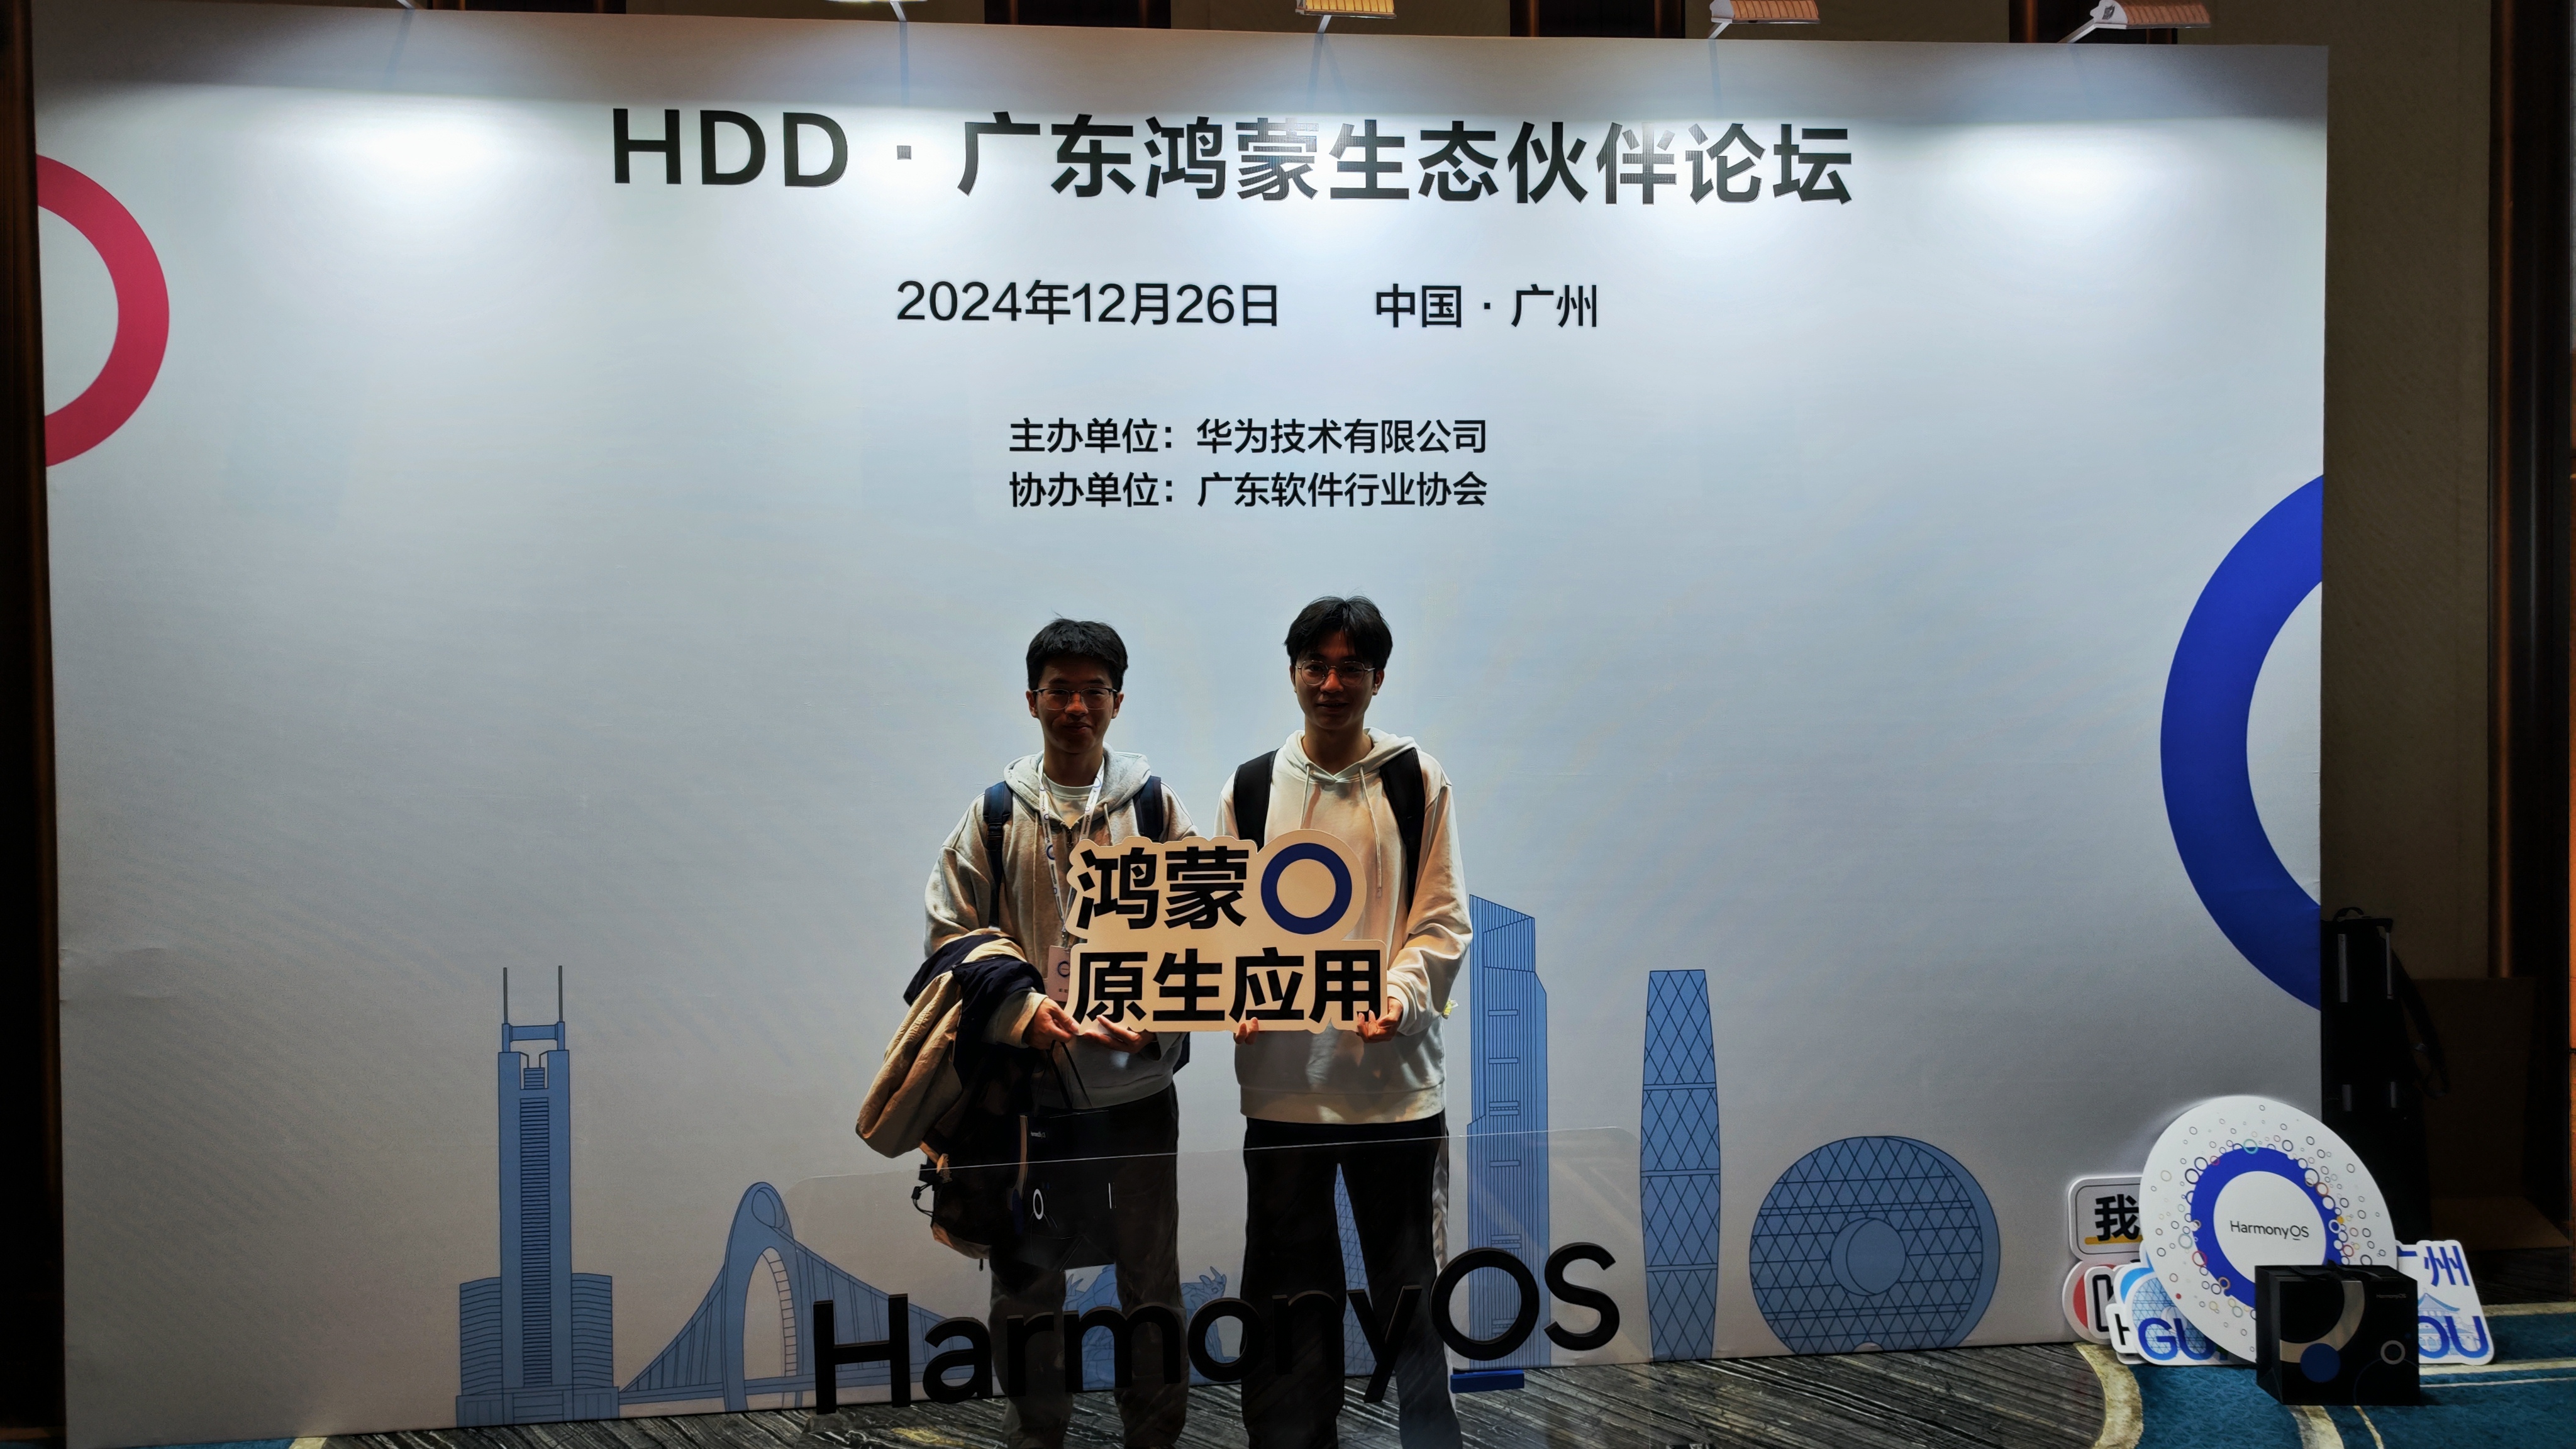 HDD · 广东鸿蒙生态伙伴论坛
2024年12月26日 中国 · 广州
主办单位：华为技术有限公司
协办单位：广东软件行业协会
鸿蒙
原生应用
HarmonyOS
我
HarmonyOS
州
GU
OU